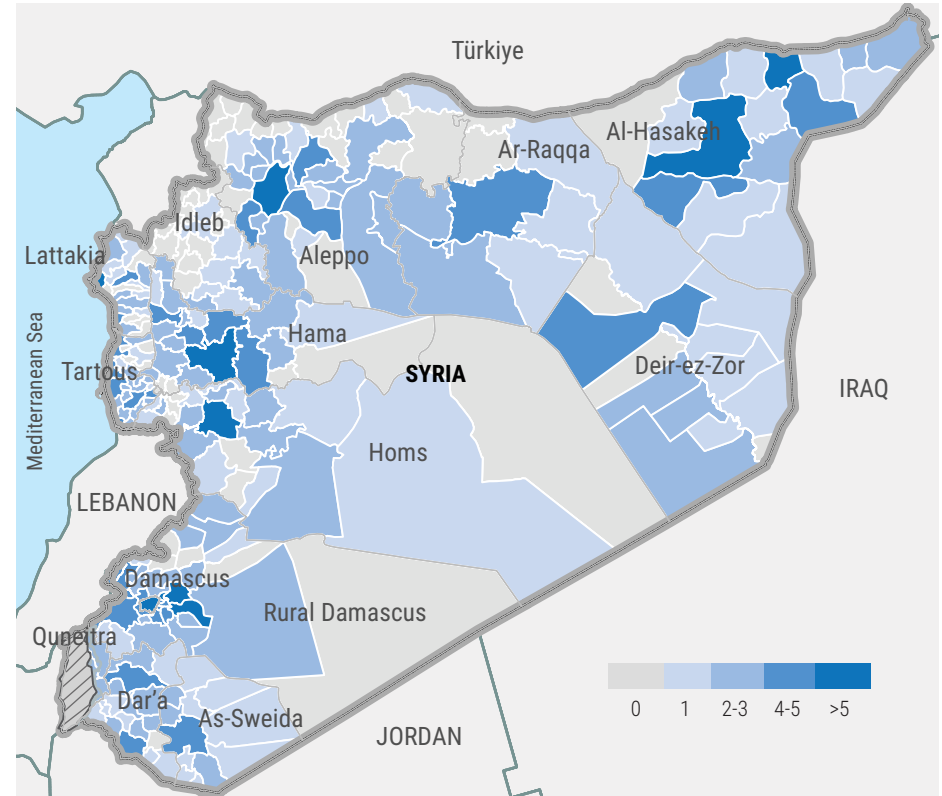 Türkiye
Al-Hasakeh
Ar-Raqqa
Idleb
Lattakia
Aleppo
Hama
Tartous
SYRIA
Deir-ez-Zor
IRAQ
Mediterranean Sea
Homs
LEBANON
Damascus
Rural Damascus
Quneitra
Dar'a
As-Sweida
JORDAN
0 1 2-3 4-5 >5